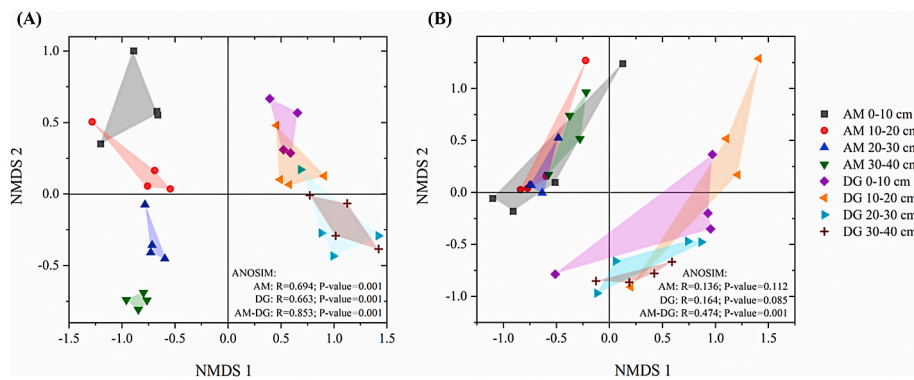 (A)
(B)
NMDS 2
1.0
0.5
0.0
-0.5
-1.5
-1.0
-0.5
0.0
0.5
1.0
1.5
NMDS 1
ANOSIM:
AM: R=0.694; P-value=0.001
DG: R=0.663; P-value=0.001
AM-DG: R=0.853; P-value=0.001
NMDS 2
1.0
0.5
0.0
-0.5
-1.0
-1.0
-0.5
0.0
0.5
1.0
1.5
NMDS 1
ANOSIM:
AM: R=0.136; P-value=0.112
DG: R=0.164; P-value=0.085
AM-DG: R=0.474; P-value=0.001
AM 0-10 cm
AM 10-20 cm
AM 20-30 cm
AM 30-40 cm
DG 0-10 cm
DG 10-20 cm
DG 20-30 cm
DG 30-40 cm